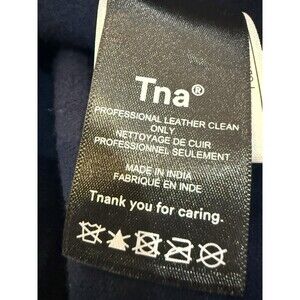 Tna®
PROFESSIONAL LEATHER CLEAN
ONLY
NETTOYAGE DE CUIR
PROFESSIONNEL SEULEMENT
MADE IN INDIA
FABRIQUÉ EN INDE
Thank you for caring.